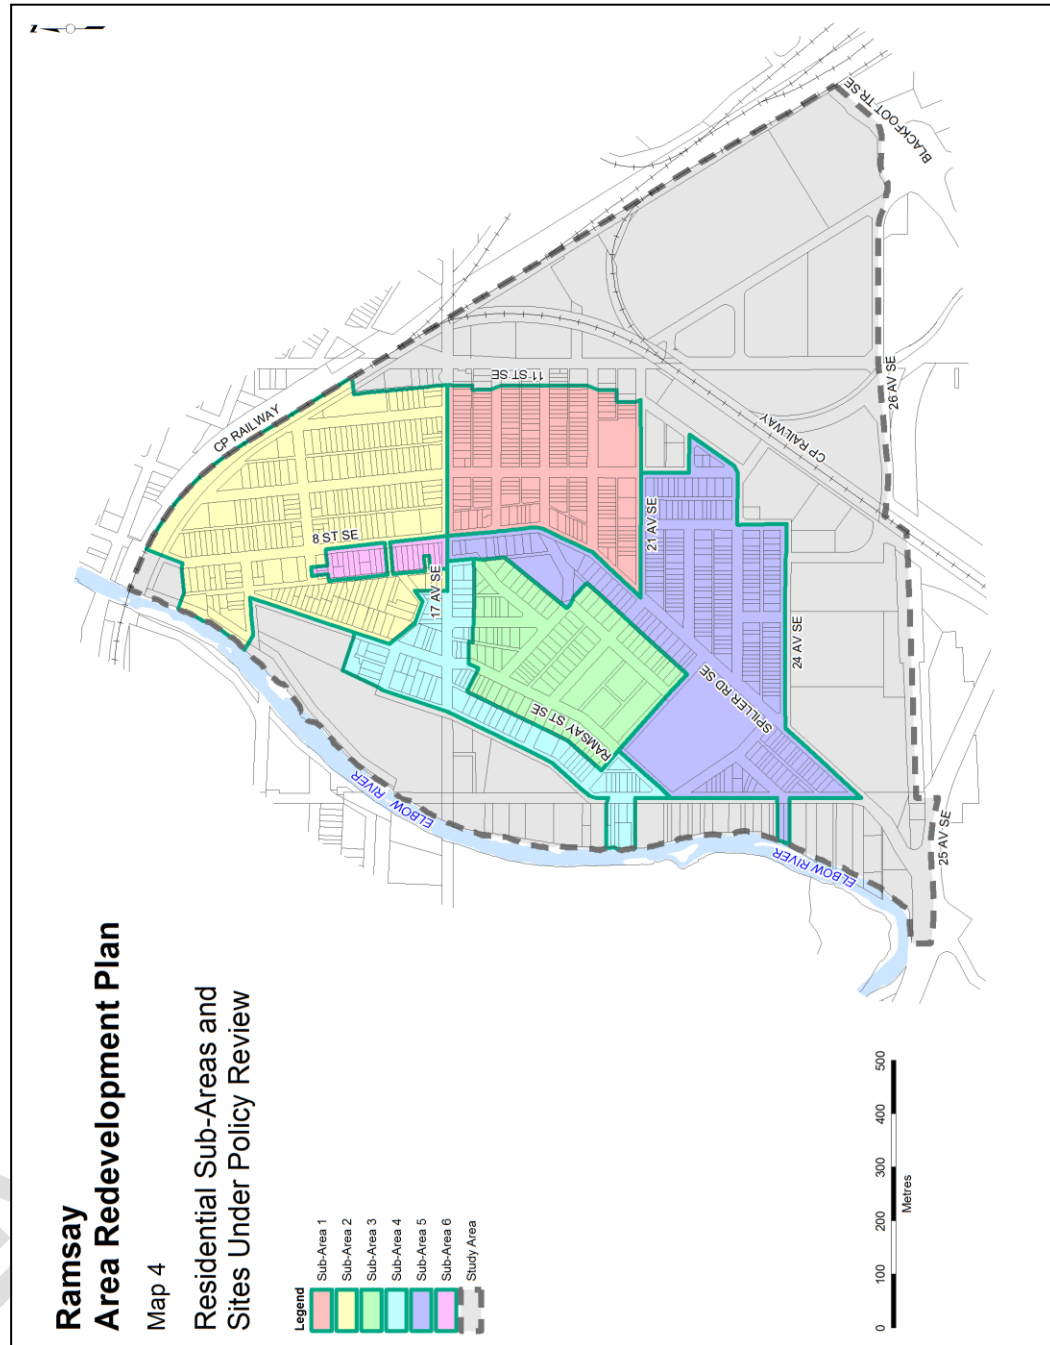 Ramsay
Area Redevelopment Plan
Map 4
Residential Sub-Areas and
Sites Under Policy Review
Legend
Sub-Area 1
Sub-Area 2
Sub-Area 3
Sub-Area 4
Sub-Area 5
Sub-Area 6
Study Area
0 100 200 300 400 500
Metres
CP RAILWAY
8 ST SE
17 AV SE
11 ST SE
21 AV SE
RAMSAY ST SE
SPILLER RD SE
24 AV SE
CP RAILWAY
26 AV SE
BLACKFOOT TR SE
25 AV SE
ELBOW RIVER
ELBOW RIVER
Z